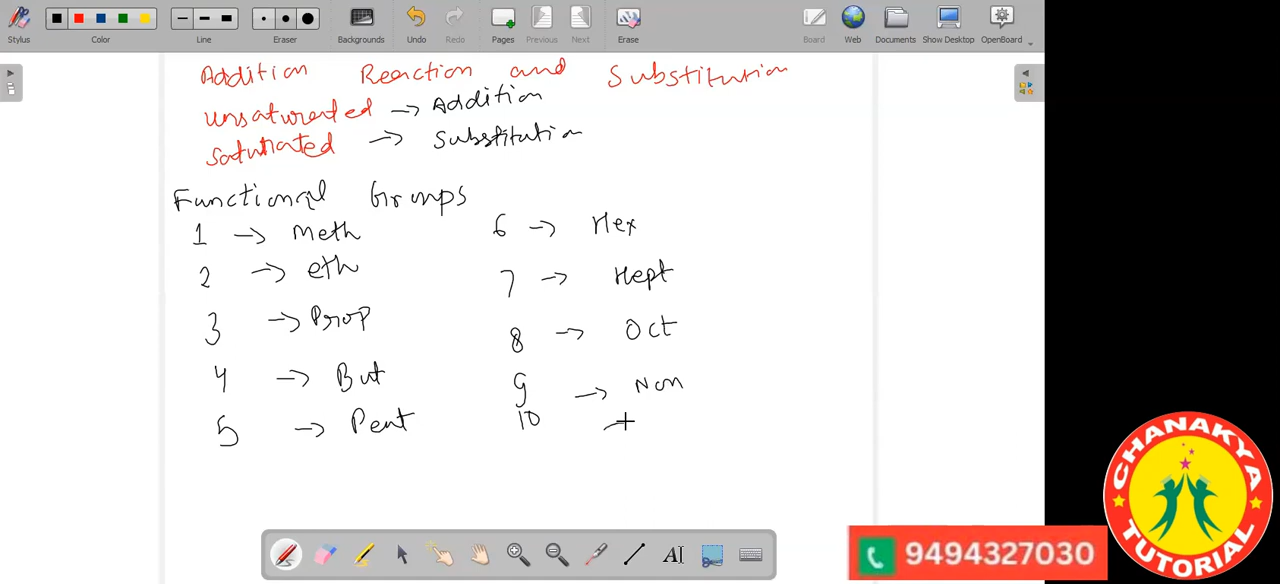 Stylus
Color
Line
Eraser
Backgrounds
Undo
Redo
Pages
Previous
Next
Erase
Board
Web
Documents
Show Desktop
OpenBoard
Addition Reaction and Substitution
unsaturated → Addition
saturated → Substitution
Functional Groups
1 → Meth
2 → eth
3 → Prop
4 → But
5 → Pent
6 → Hex
7 → Hept
8 → Oct
9 → Non
10
CHANAKYA
TUTORIAL
9494327030